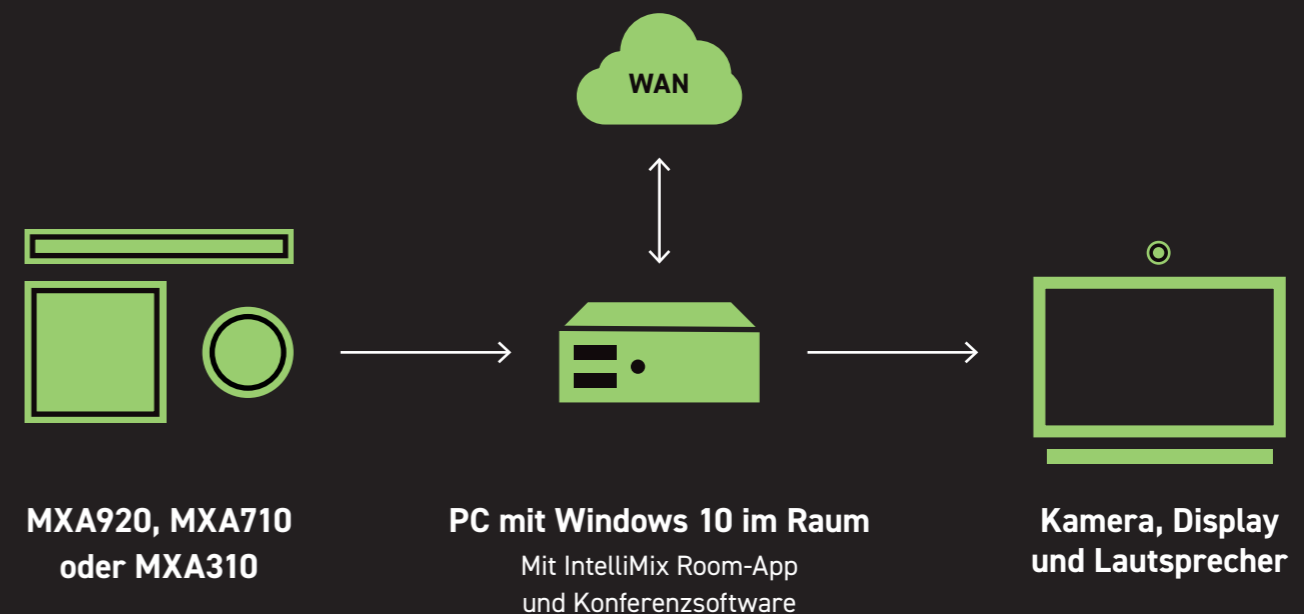 WAN
MXA920, MXA710
oder MXA310
PC mit Windows 10 im Raum
Mit IntelliMix Room-App
und Konferenzsoftware
Kamera, Display
und Lautsprecher